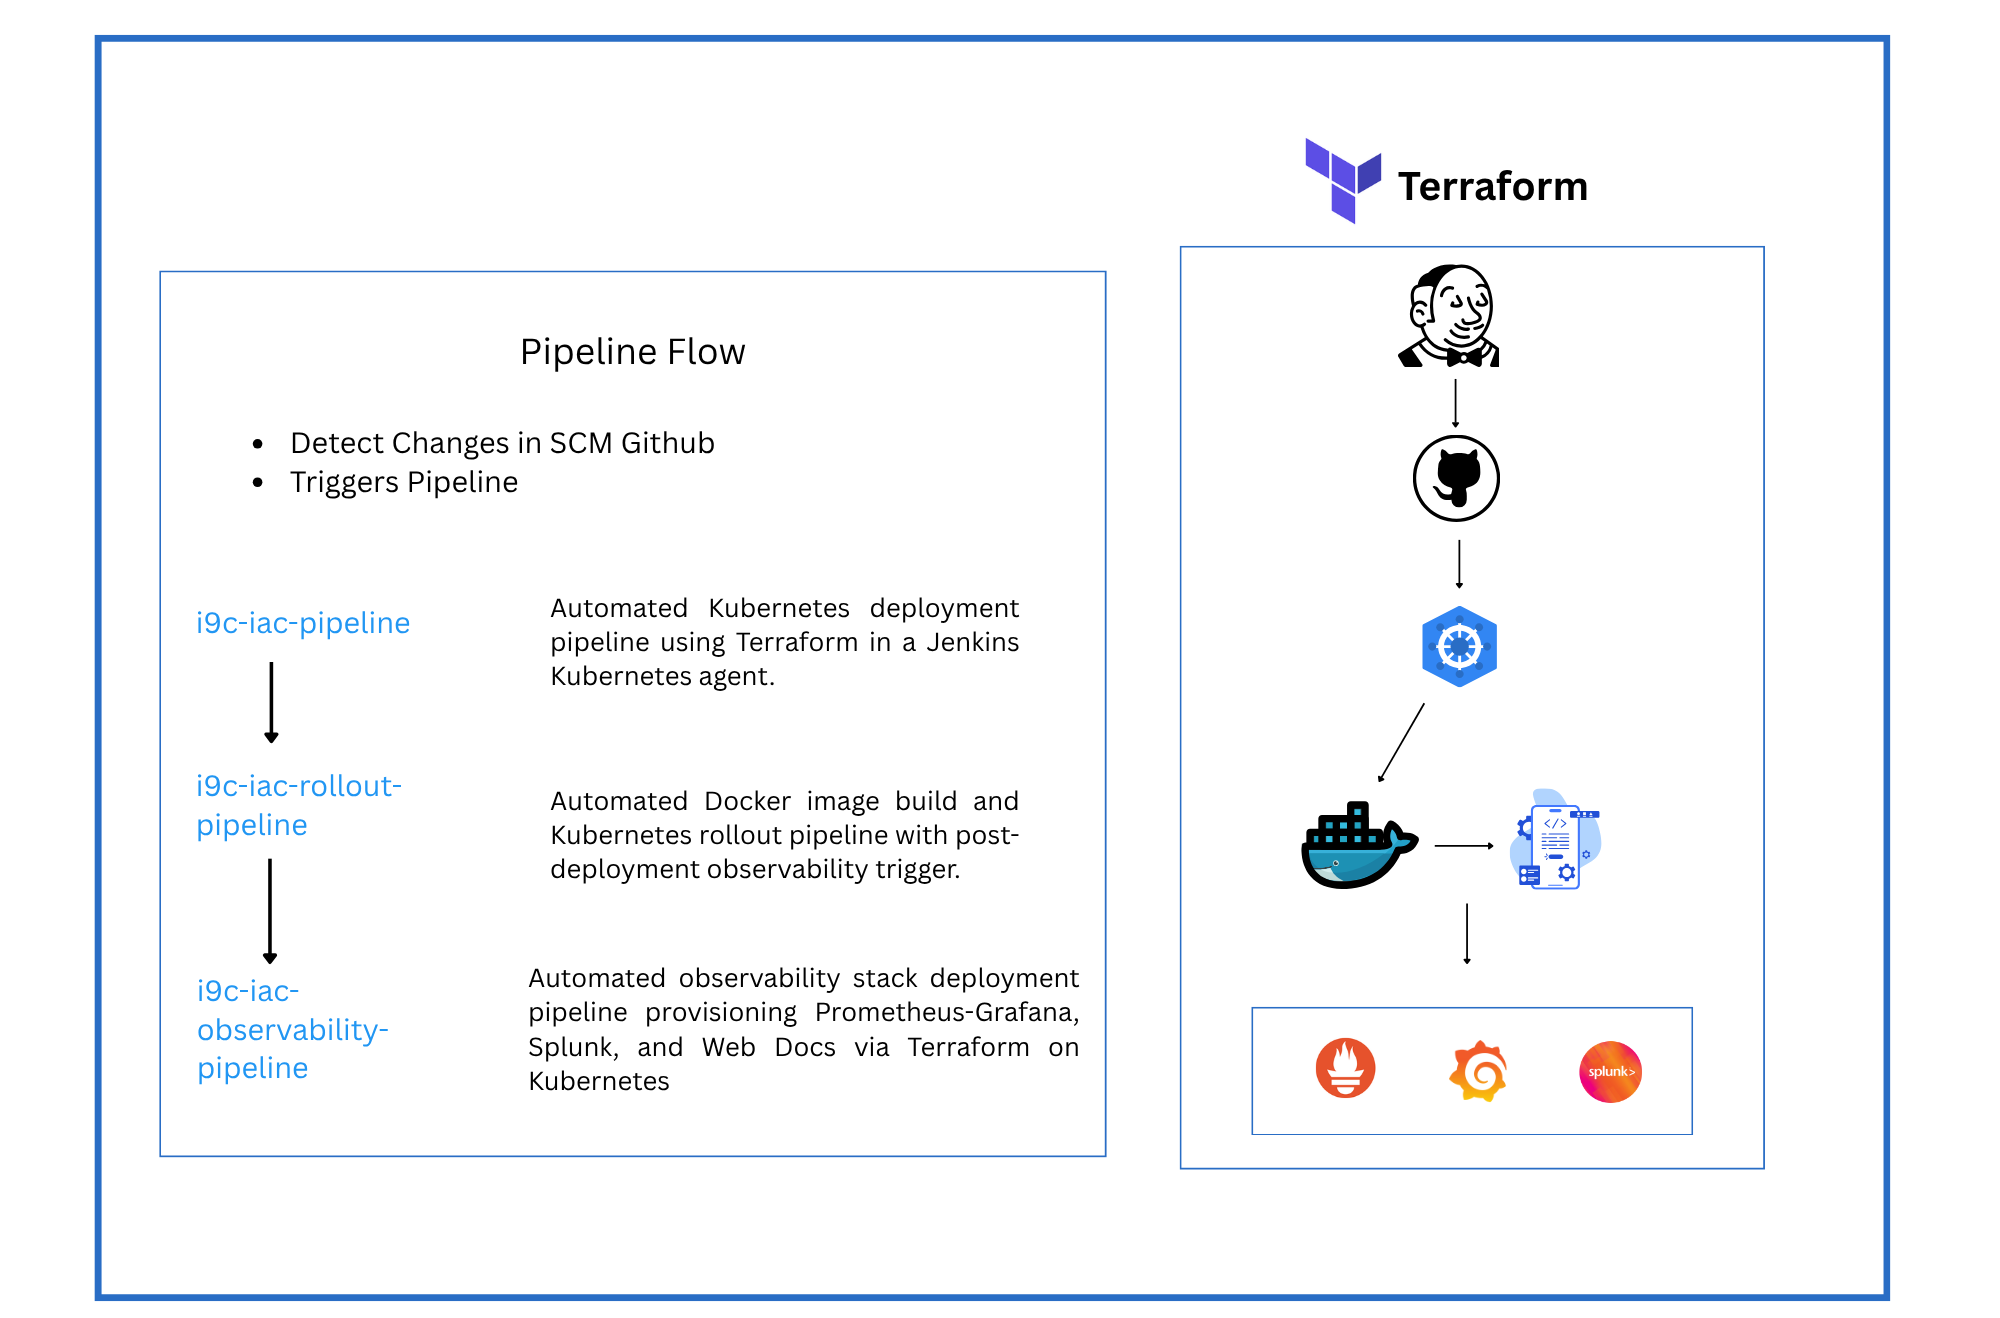 Terraform
Pipeline Flow
• Detect Changes in SCM Github
• Triggers Pipeline
i9c-iac-pipeline
Automated Kubernetes deployment
pipeline using Terraform in a Jenkins
Kubernetes agent.
i9c-iac-rollout-
pipeline
Automated Docker image build and
Kubernetes rollout pipeline with post-
deployment observability trigger.
i9c-iac-
observability-
pipeline
Automated observability stack deployment
pipeline provisioning Prometheus-Grafana,
Splunk, and Web Docs via Terraform on
Kubernetes
</>
splunk>